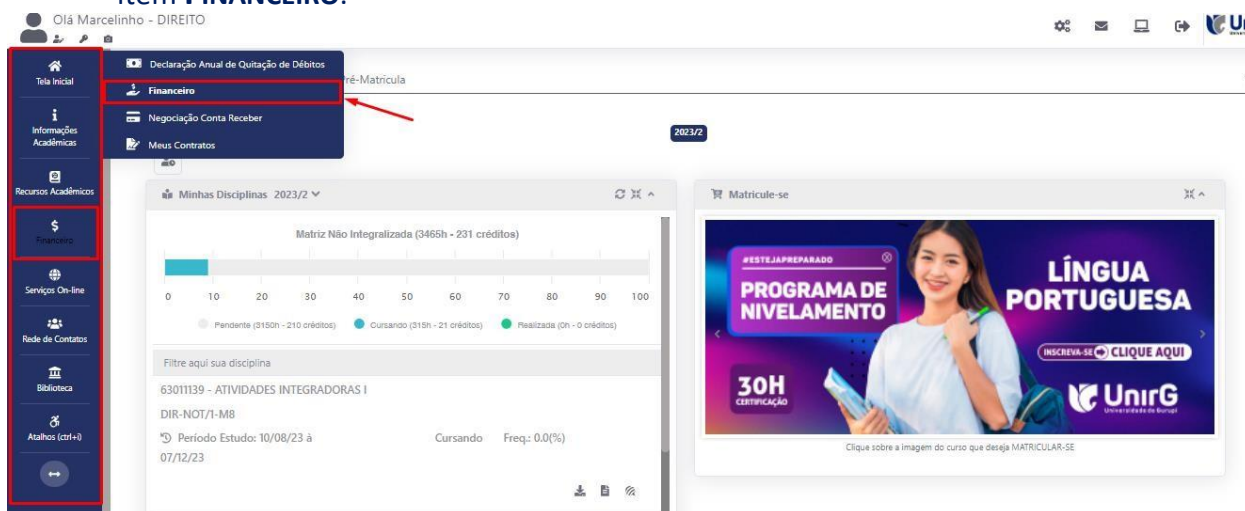 item FINANCEIRO.
Olá Marcelinho - DIREITO
Tela Inicial
Informações
Acadêmicas
Recursos Acadêmicos
Financeiro
Serviços On-line
Rede de Contatos
Biblioteca
Atalhos (ctrl+i)
Declaração Anual de Quitação de Débitos
Financeiro
Negociação Conta Receber
Meus Contratos
Pré-Matricula
2023/2
Minhas Disciplinas 2023/2
Matriz Não Integralizada (3465h - 231 créditos)
0 10 20 30 40 50 60 70 80 90 100
Pendente (3150h - 210 créditos) Cursando (315h - 21 créditos) Realizada (0h - 0 créditos)
Filtre aqui sua disciplina
63011139 - ATIVIDADES INTEGRADORAS I
DIR-NOT/1-M8
Período Estudo: 10/08/23 à Cursando Freq.: 0.0(%)
07/12/23
Matricule-se
#ESTEJAPREPARADO
PROGRAMA DE
NIVELAMENTO
30H
CERTIFICAÇÃO
LÍNGUA
PORTUGUESA
INSCREVA-SE CLIQUE AQUI
UnirG
Universidade de Gurupi
Clique sobre a imagem do curso que deseja MATRICULAR-SE